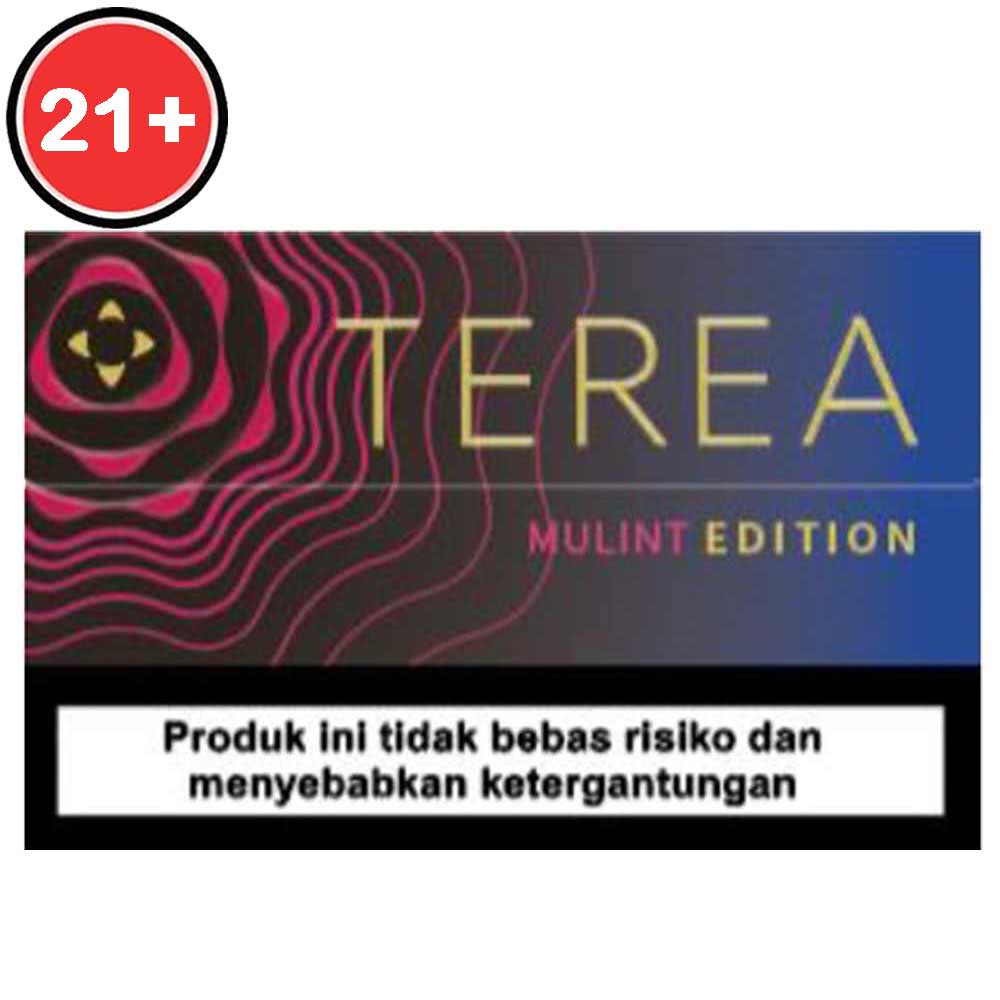 21+
TEREA
MULINT EDITION
Produk ini tidak bebas risiko dan
menyebabkan ketergantungan